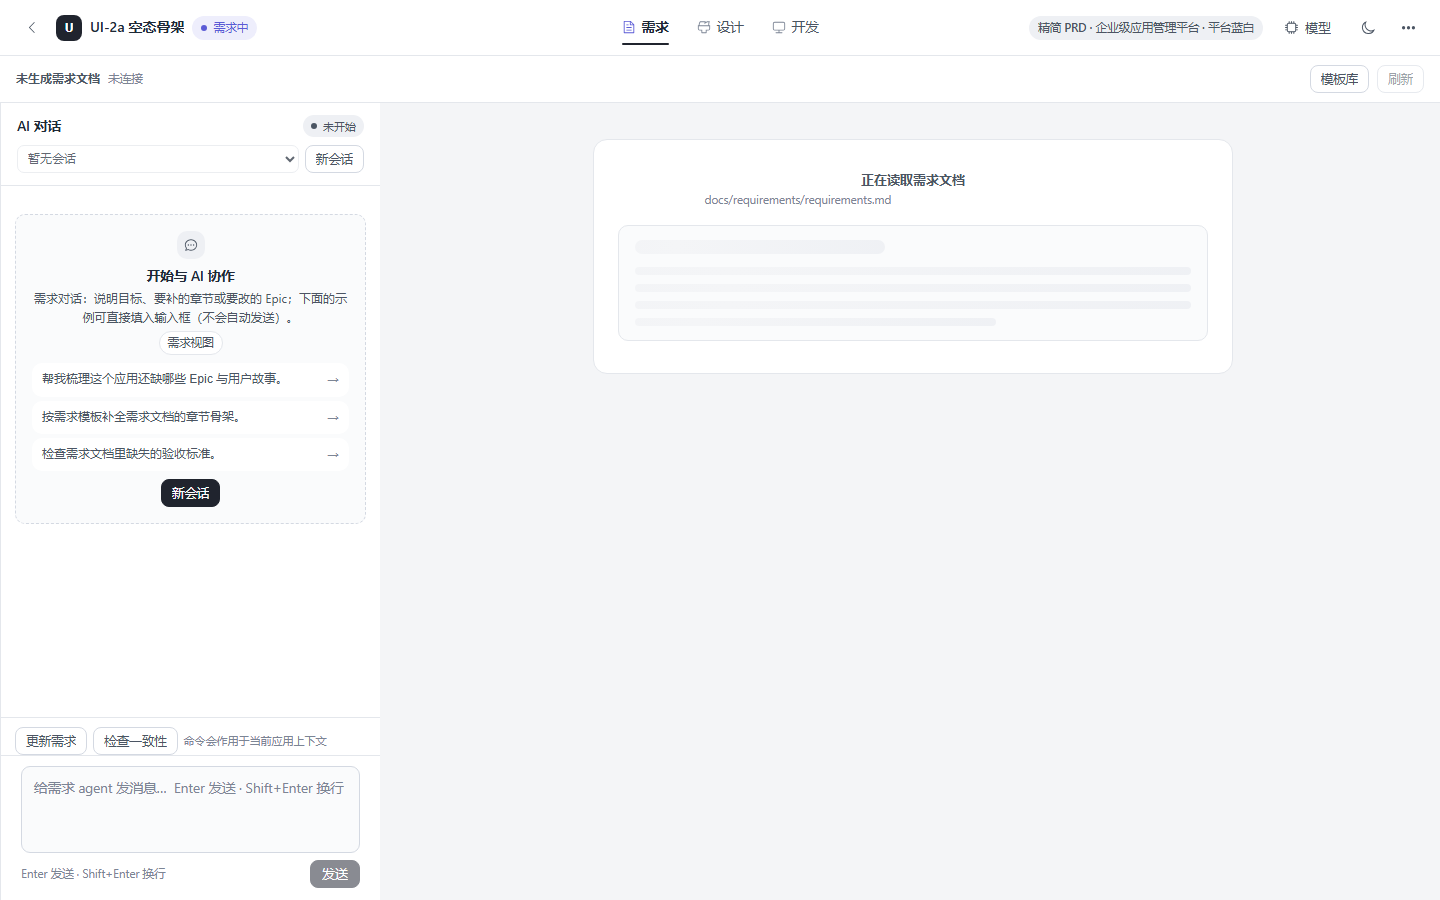 U UI-2a 空态骨架 需求中 需求 设计 开发 精简 PRD · 企业级应用管理平台 · 平台蓝白 模型
未生成需求文档 未连接 模板库 刷新
AI 对话 未开始
暂无会话 新会话
开始与 AI 协作
需求对话：说明目标、要补的章节或要改的 Epic；下面的示
例可直接填入输入框（不会自动发送）。
需求视图
帮我梳理这个应用还缺哪些 Epic 与用户故事。 →
按需求模板补全需求文档的章节骨架。 →
检查需求文档里缺失的验收标准。 →
新会话
更新需求 检查一致性 命令会作用于当前应用上下文
给需求 agent 发消息... Enter 发送 · Shift+Enter 换行
Enter 发送 · Shift+Enter 换行 发送
正在读取需求文档
docs/requirements/requirements.md